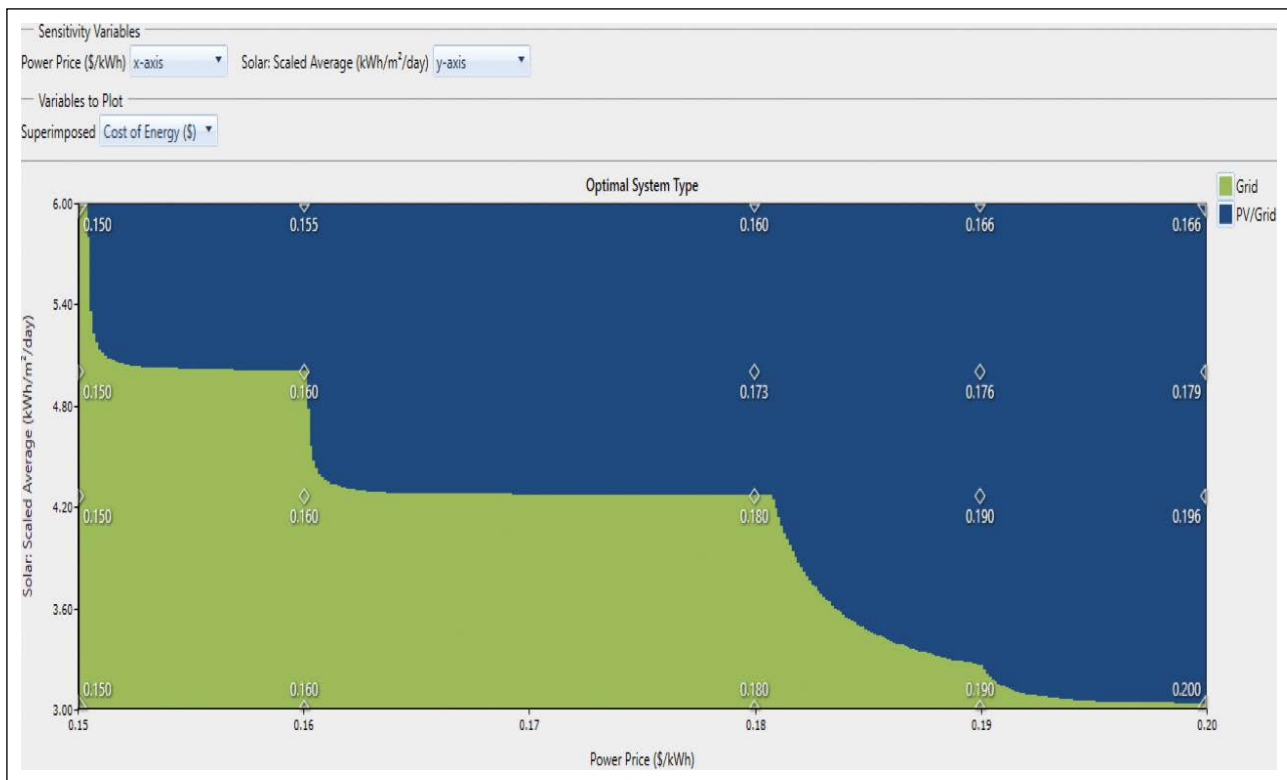 Sensitivity Variables
Power Price ($/kWh) x-axis Solar: Scaled Average (kWh/m²/day) y-axis
Variables to Plot
Superimposed Cost of Energy ($)
Optimal System Type
Grid
PV/Grid
6.00
0.150 0.155 0.160 0.166 0.166
5.40
0.150 0.160 0.173 0.176 0.179
4.80
4.20
0.150 0.160 0.180 0.190 0.196
3.60
0.150 0.160 0.180 0.190 0.200
3.00
Solar: Scaled Average (kWh/m²/day)
0.15 0.16 0.17 0.18 0.19 0.20
Power Price ($/kWh)